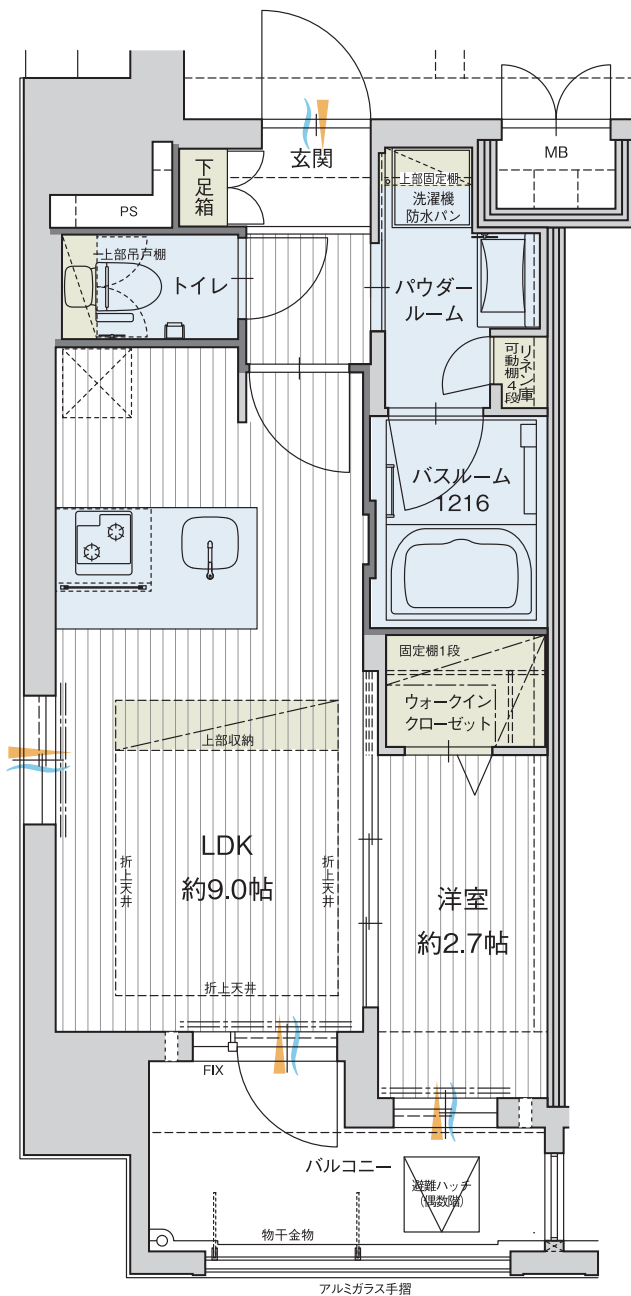 玄関
下足箱
PS
MB
上部固定棚
洗濯機
防水パン
上部吊戸棚
トイレ
パウダー
ルーム
リネン庫
可動棚4段
バスルーム
1216
固定棚1段
ウォークイン
クローゼット
上部収納
LDK
約9.0帖
折上天井
折上天井
折上天井
洋室
約2.7帖
FIX
バルコニー
避難ハッチ
(偶数階)
物干金物
アルミガラス手摺